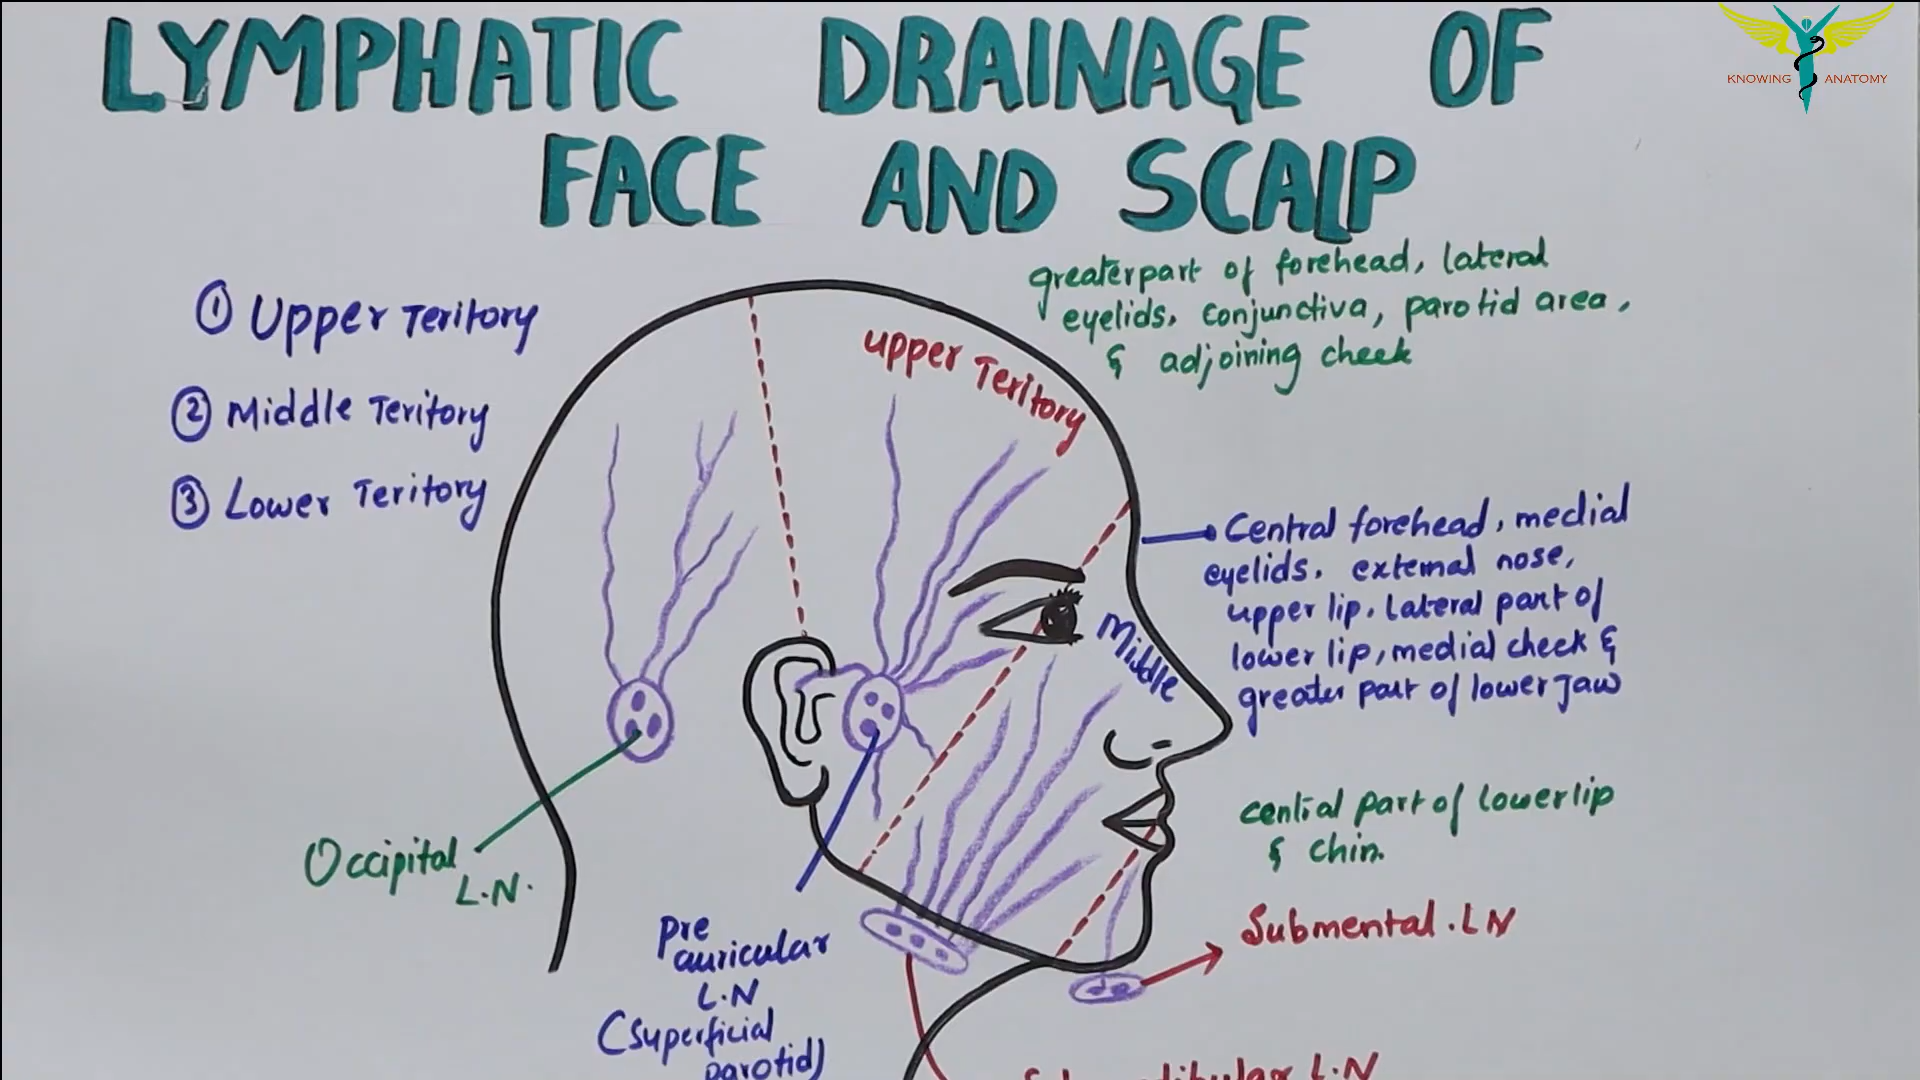 LYMPHATIC DRAINAGE OF
FACE AND SCALP
KNOWING ANATOMY
① Upper Teritory
② Middle Teritory
③ Lower Teritory
greaterpart of forehead, lateral
eyelids, conjunctiva, parotid area,
& adjoining cheek
upper Teritory
Central forehead, medial
eyelids, external nose,
upper lip, lateral part of
lower lip, medial cheek &
greater part of lower jaw
Middle
central part of lower lip
& chin.
Occipital
L.N.
Submental.LN
Pre
auricular
L.N
(superficial
parotid)
L.N